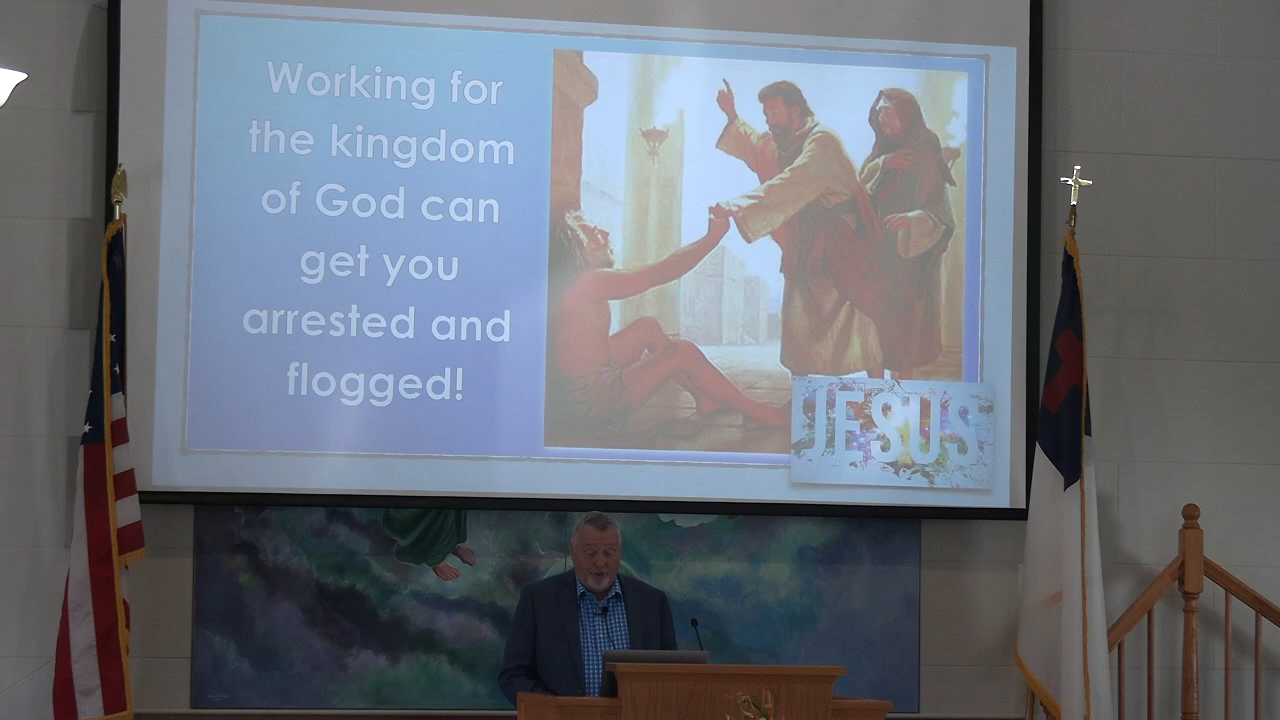 Working for
the kingdom
of God can
get you
arrested and
flogged!
JESUS